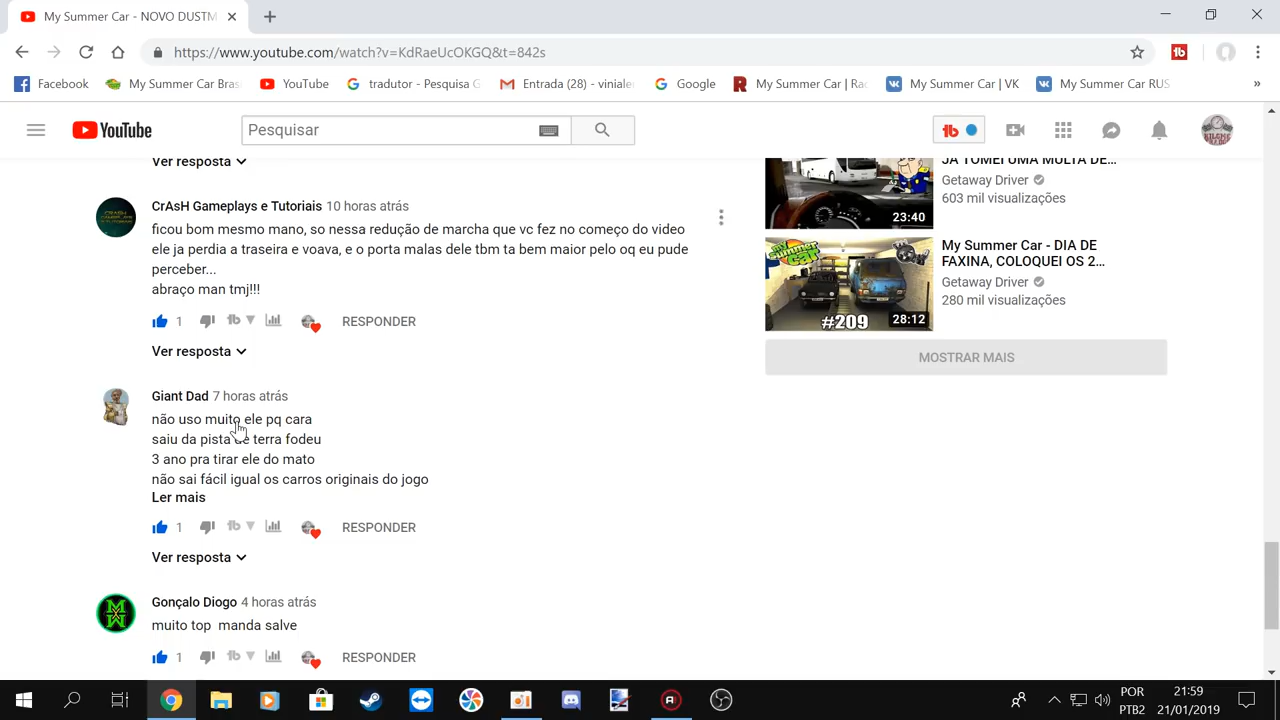 My Summer Car - NOVO DUSTM
https://www.youtube.com/watch?v=KdRaeUcOKGQ&t=842s
Facebook
My Summer Car Bras
YouTube
tradutor - Pesquisa G
Entrada (28) - vinialen
Google
My Summer Car | Rac
My Summer Car | VK
My Summer Car RUS
»
YouTube
Pesquisar
Ver resposta
CrAsH Gameplays e Tutoriais 10 horas atrás
ficou bom mesmo mano, so nessa redução de marcha que vc fez no começo do video
ele ja perdia a traseira e voava, e o porta malas dele tbm ta bem maior pelo oq eu pude
perceber...
abraço man tmj!!!
1 RESPONDER
Ver resposta
Giant Dad 7 horas atrás
não uso muito ele pq cara
saiu da pista de terra fodeu
3 ano pra tirar ele do mato
não sai fácil igual os carros originais do jogo
Ler mais
1 RESPONDER
Ver resposta
Gonçalo Diogo 4 horas atrás
muito top manda salve
1 RESPONDER
JÁ TOMEI UMA MULTA DE...
Getaway Driver
603 mil visualizações
23:40
My Summer Car - DIA DE
FAXINA, COLOQUEI OS 2...
Getaway Driver
280 mil visualizações
my summer car
#209
28:12
MOSTRAR MAIS
POR
PTB2
21:59
21/01/2019